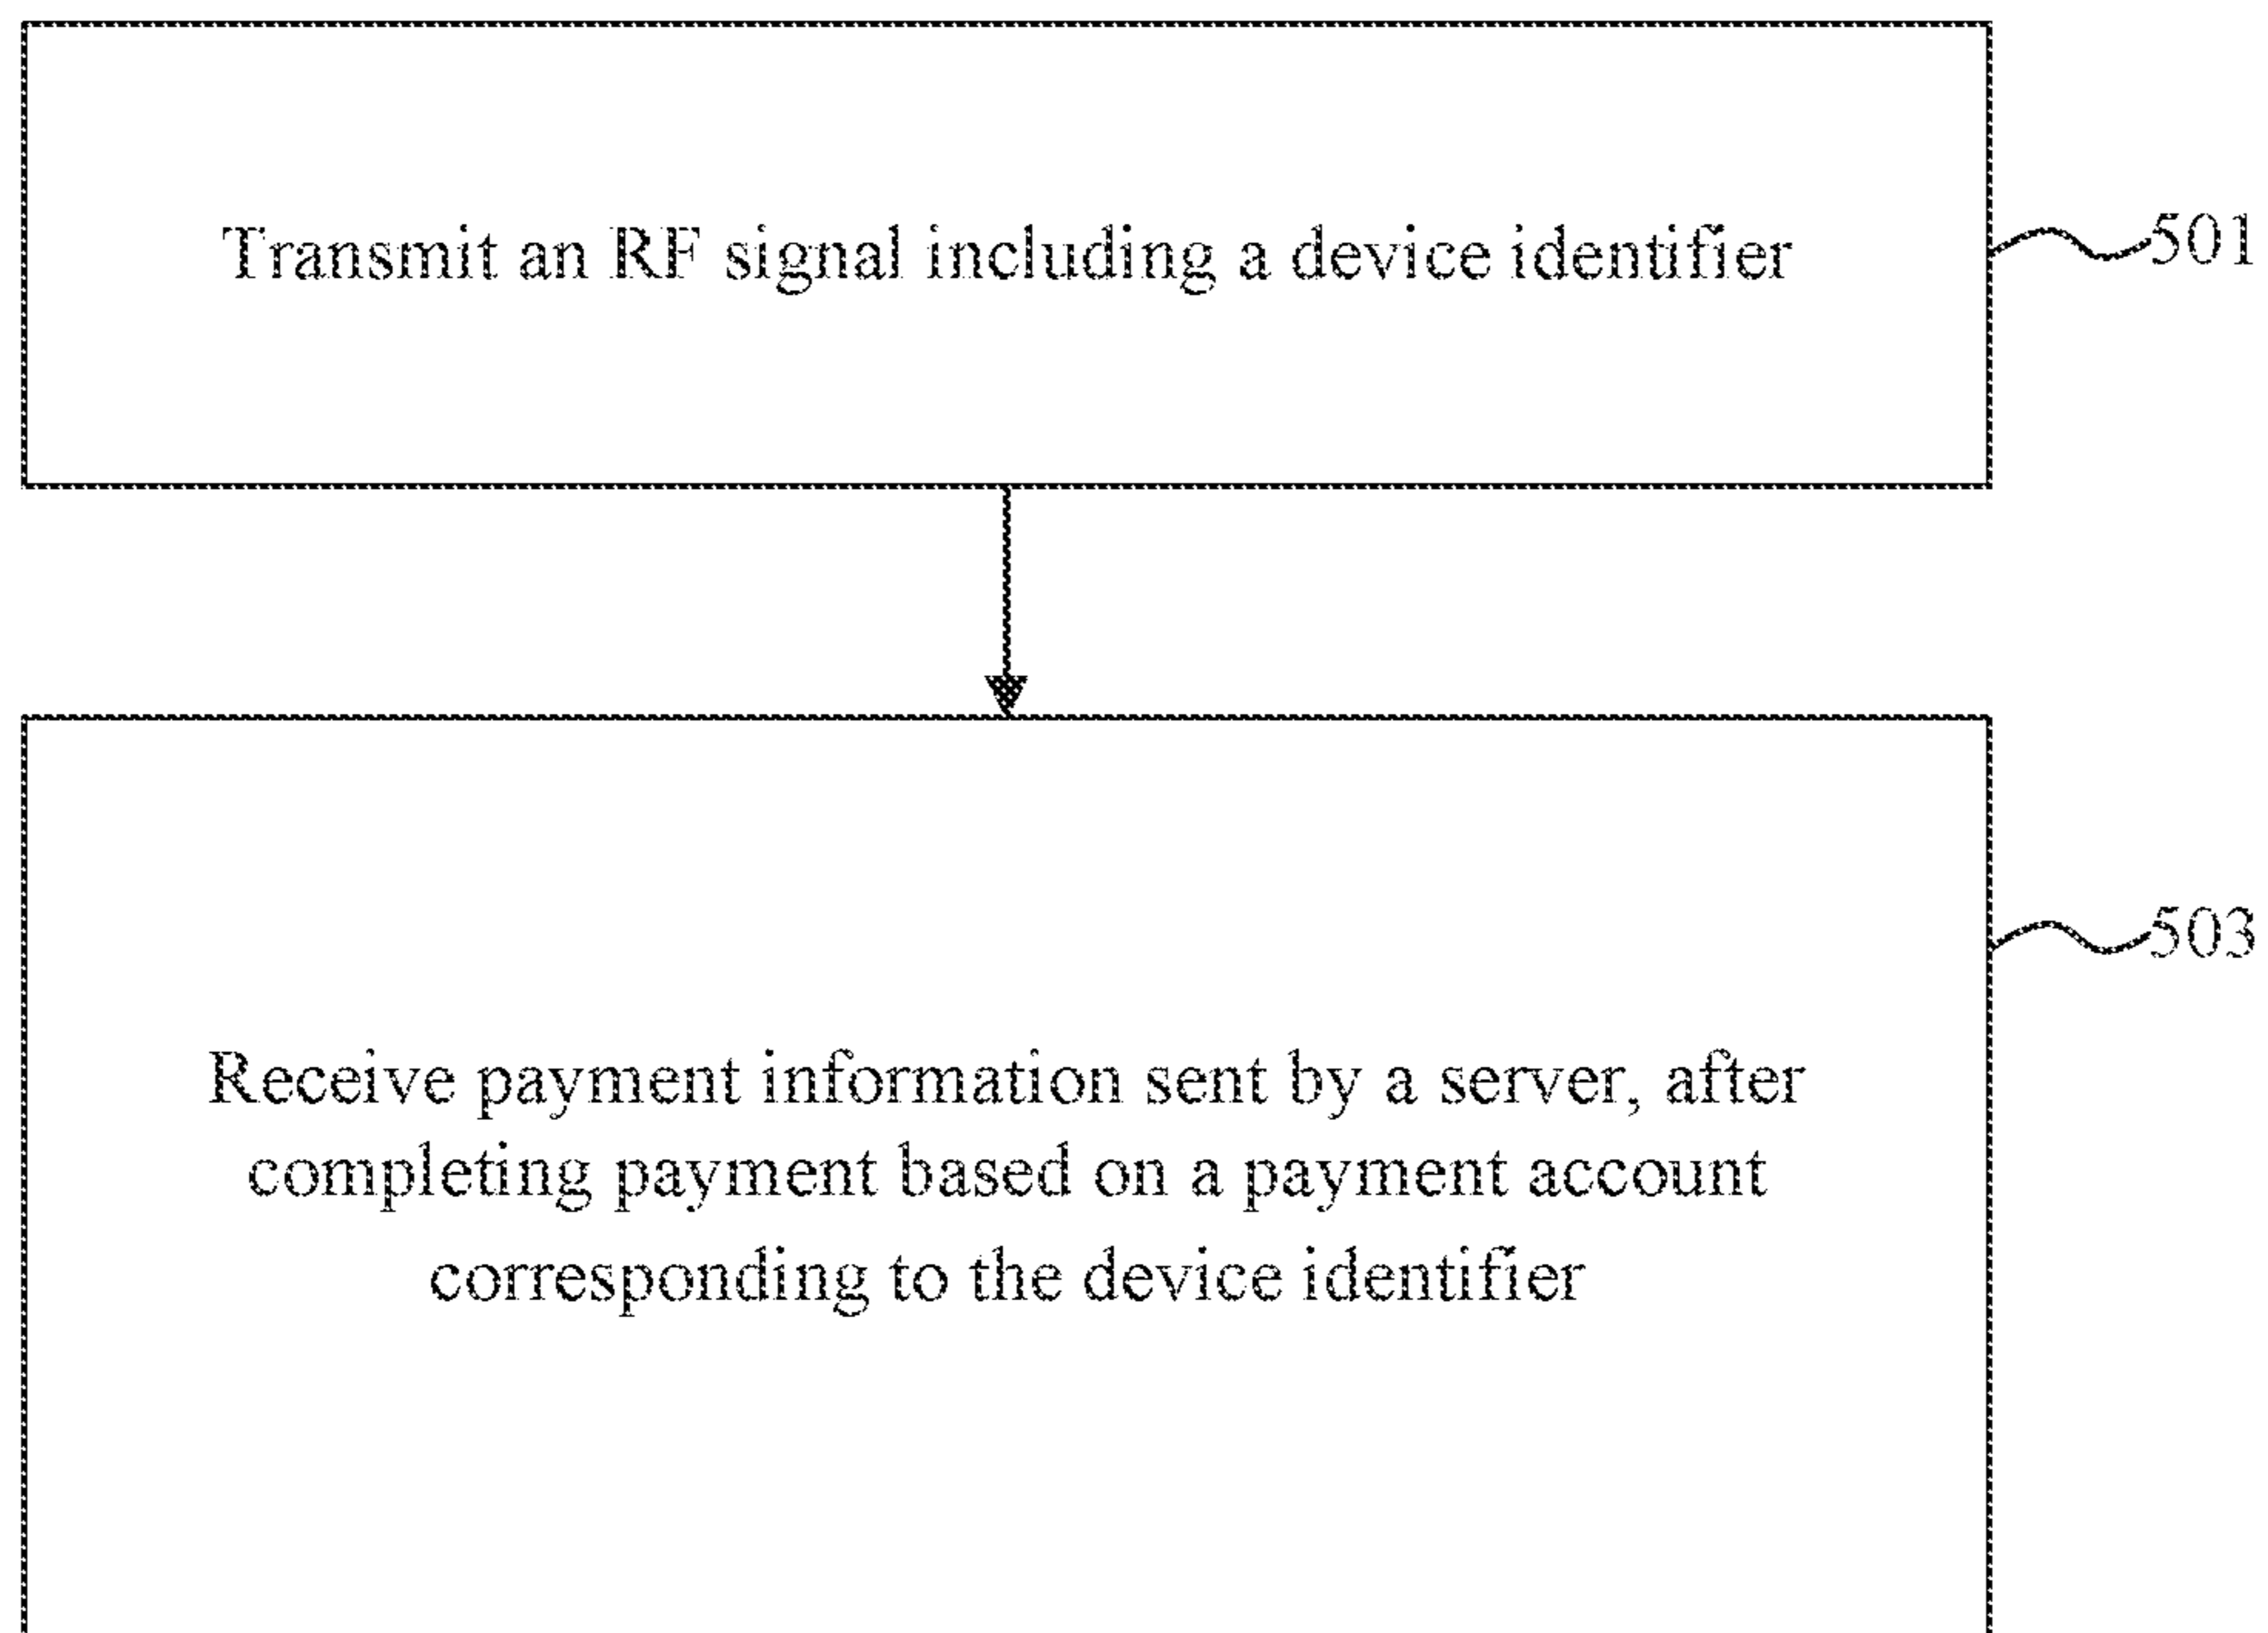 Transmit an RF signal including a device identifier
501
503
Receive payment information sent by a server, after
completing payment based on a payment account
corresponding to the device identifier